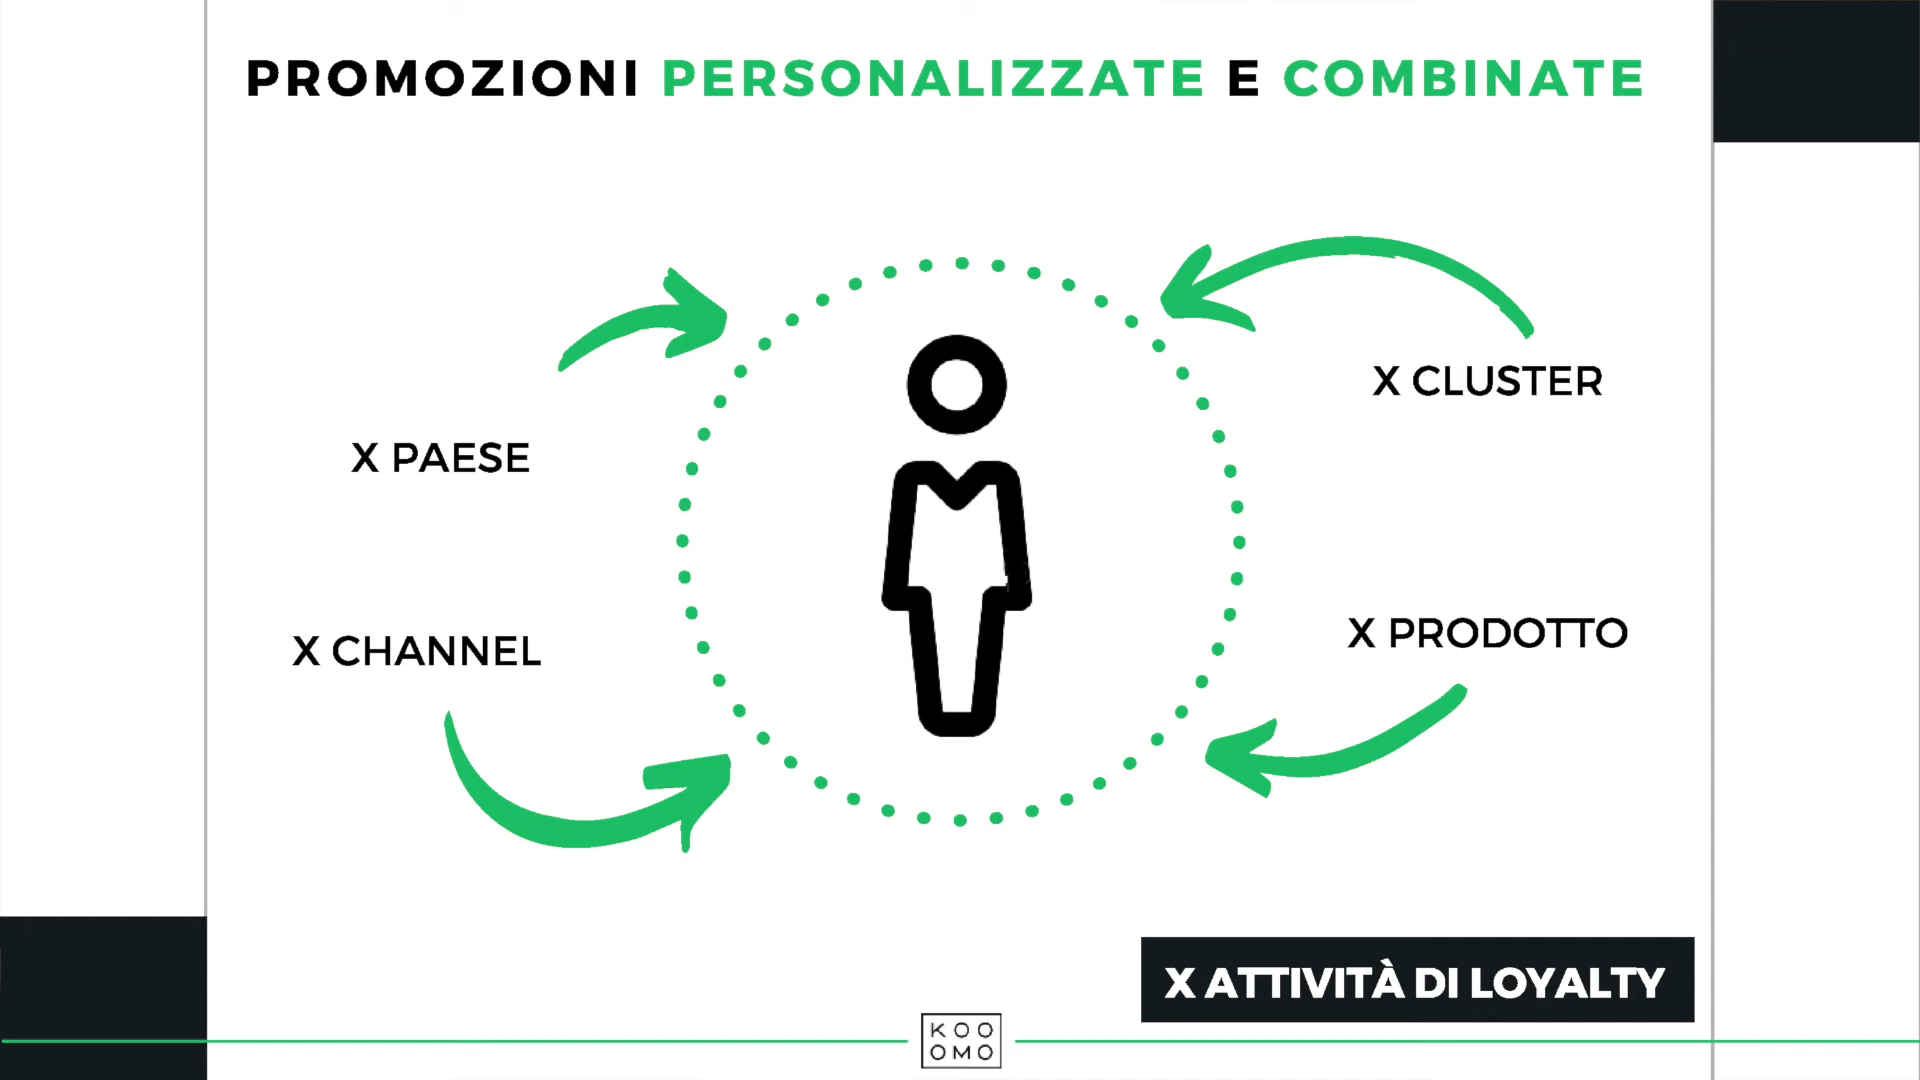 PROMOZIONI PERSONALIZZATE E COMBINATE
X CLUSTER
X PAESE
X PRODOTTO
X CHANNEL
X ATTIVITÀ DI LOYALTY
KOO
OMO